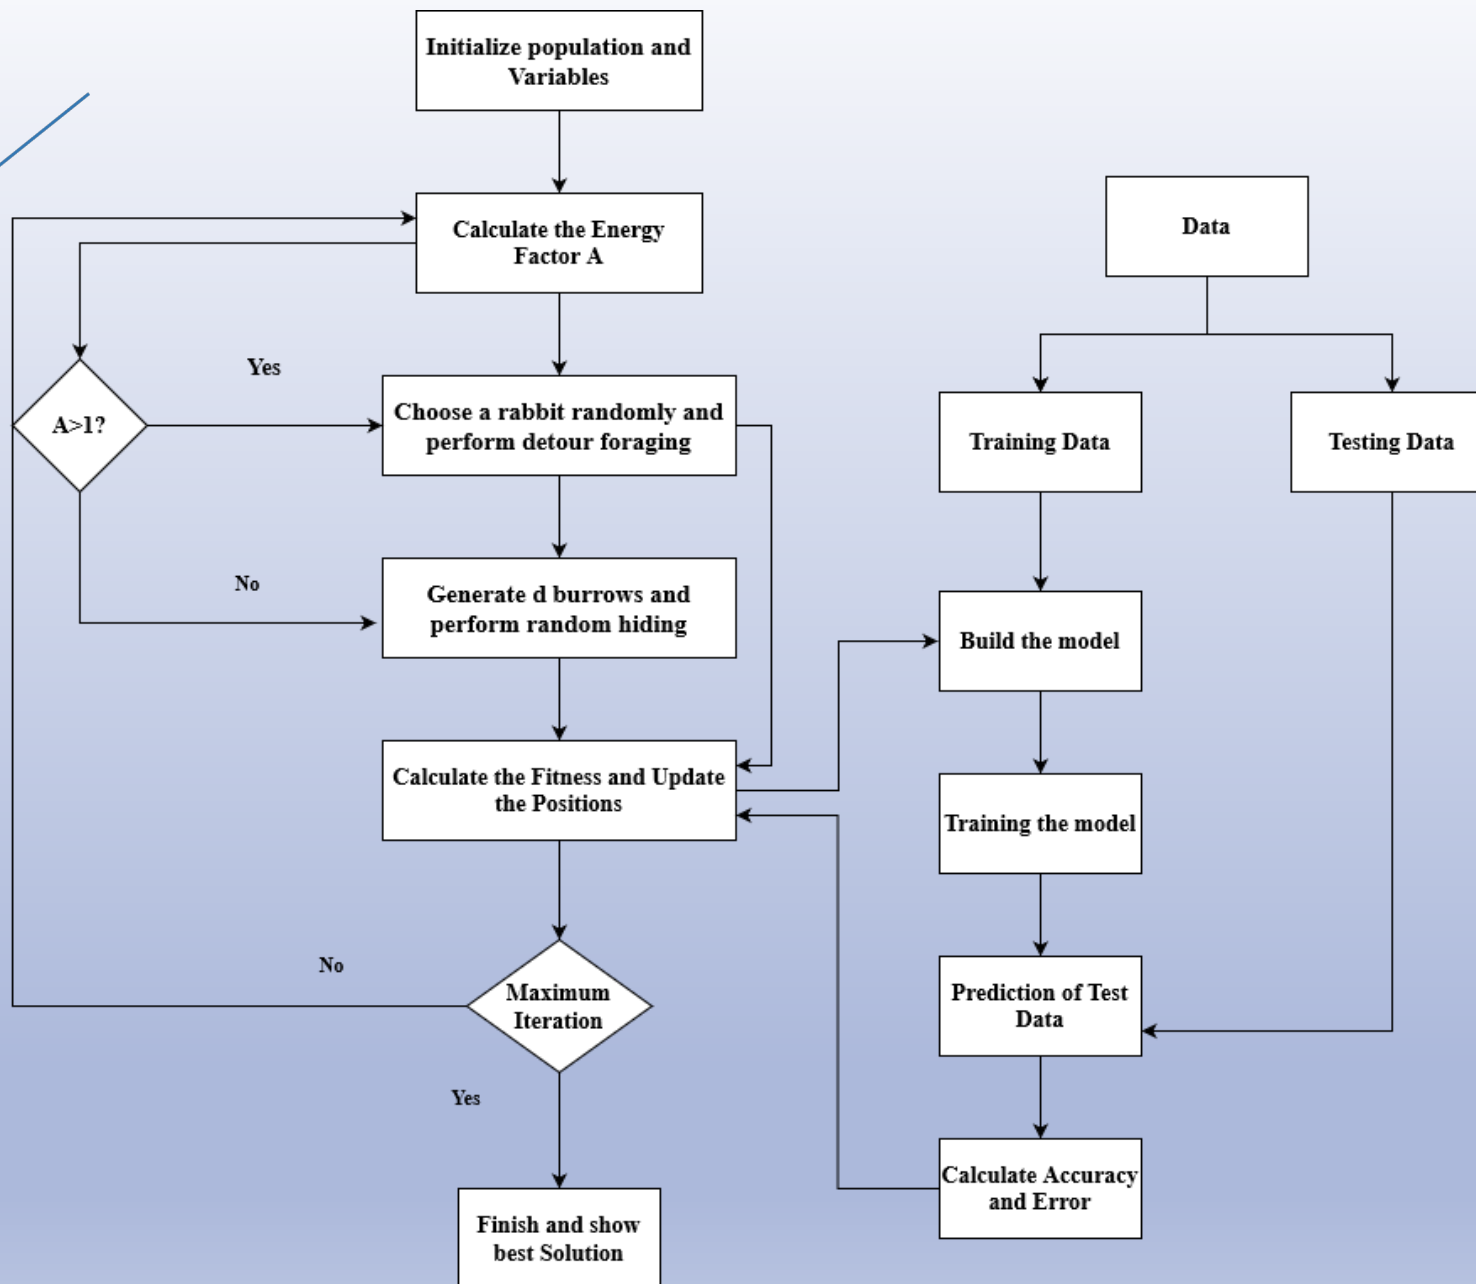 Initialize population and
Variables
Calculate the Energy
Factor A
A>1?
Yes
Choose a rabbit randomly and
perform detour foraging
No
Generate d burrows and
perform random hiding
Calculate the Fitness and Update
the Positions
No
Maximum
Iteration
Yes
Finish and show
best Solution
Data
Training Data
Testing Data
Build the model
Training the model
Prediction of Test
Data
Calculate Accuracy
and Error